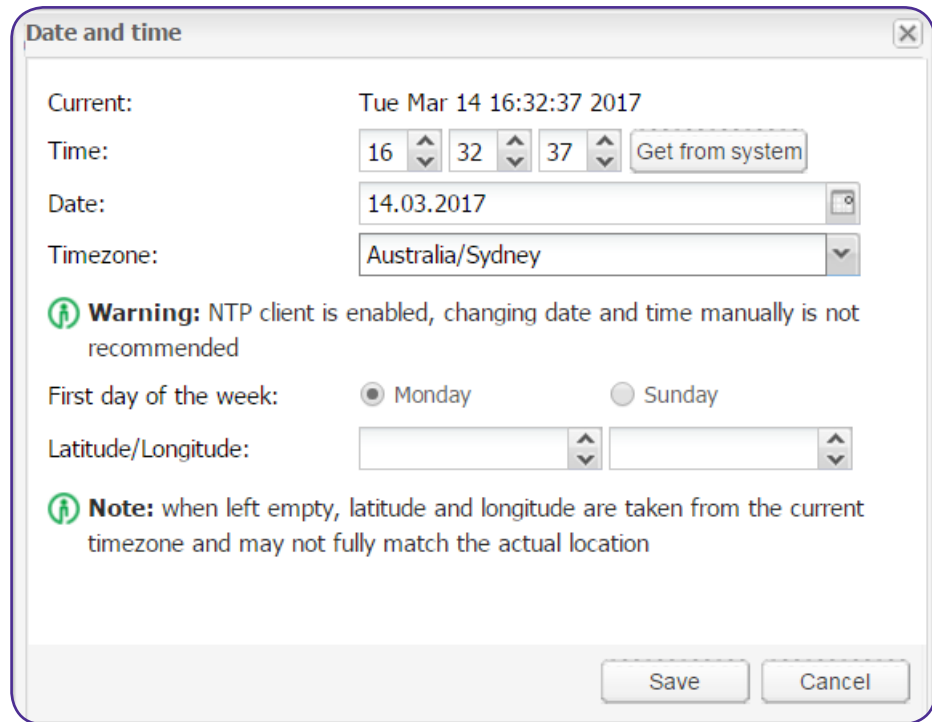 Date and time
Current: Tue Mar 14 16:32:37 2017
Time: 16 32 37 Get from system
Date: 14.03.2017
Timezone: Australia/Sydney
Warning: NTP client is enabled, changing date and time manually is not
recommended
First day of the week: Monday Sunday
Latitude/Longitude:
Note: when left empty, latitude and longitude are taken from the current
timezone and may not fully match the actual location
Save Cancel